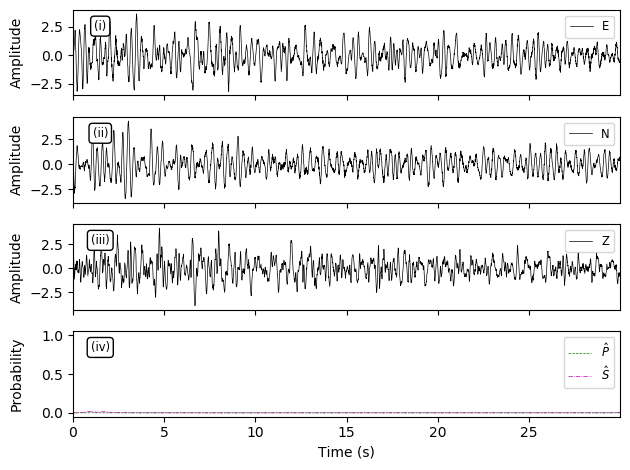 (i)
E
Amplitude
2.5
0.0
−2.5
(ii)
N
Amplitude
2.5
0.0
−2.5
(iii)
Z
Amplitude
2.5
0.0
−2.5
(iv)
P̂
Ŝ
Probability
1.0
0.5
0.0
0 5 10 15 20 25
Time (s)